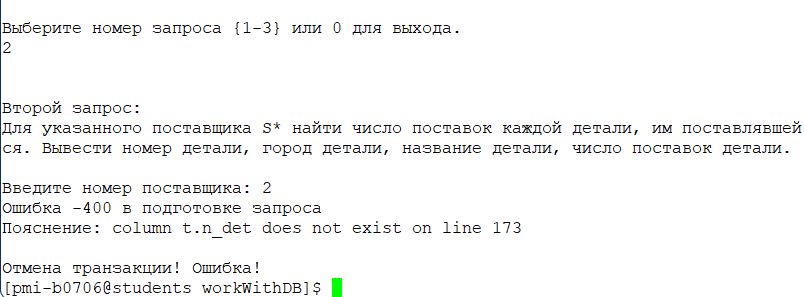 Выберите номер запроса {1-3} или 0 для выхода.
2
Второй запрос:
Для указанного поставщика S* найти число поставок каждой детали, им поставлявшей
ся. Вывести номер детали, город детали, название детали, число поставок детали.
Введите номер поставщика: 2
Ошибка -400 в подготовке запроса
Пояснение: column t.n_det does not exist on line 173
Отмена транзакции! Ошибка!
[pmi-b0706@students workWithDB]$